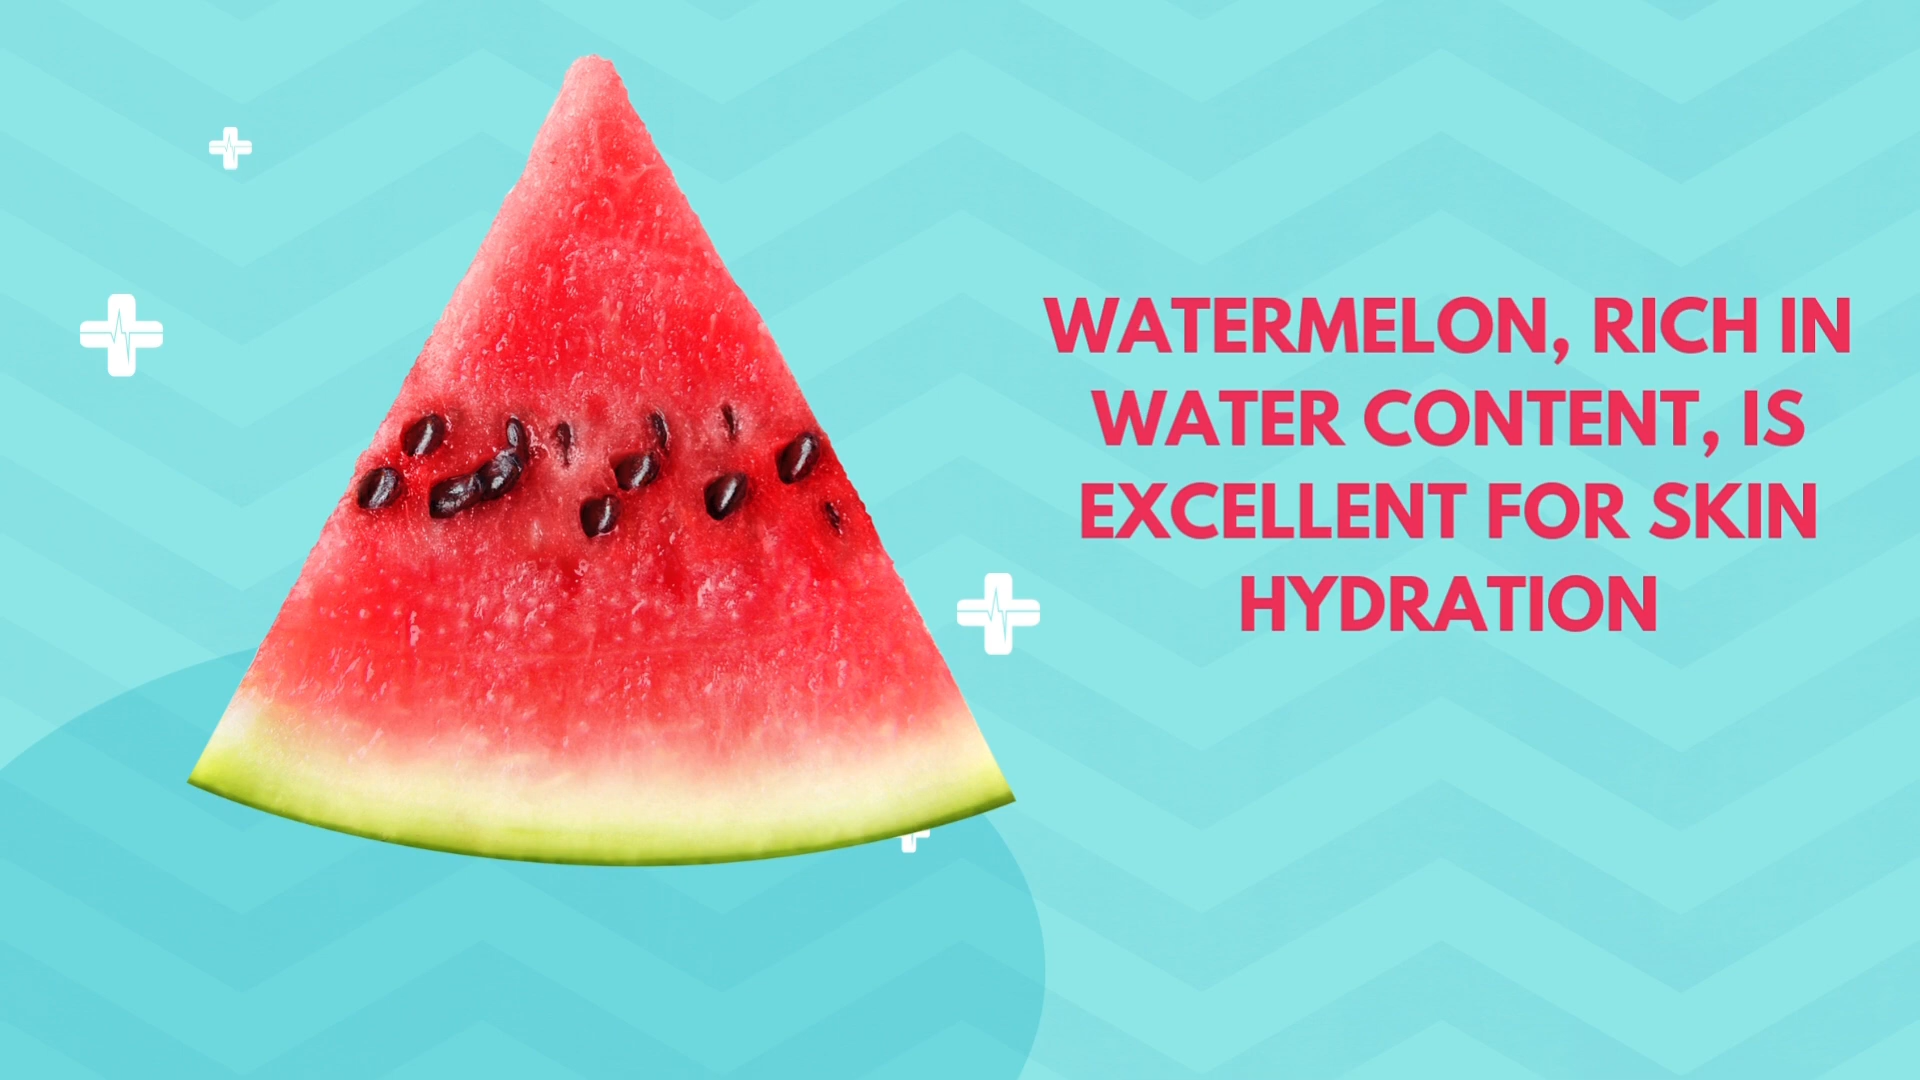 WATERMELON, RICH IN
WATER CONTENT, IS
EXCELLENT FOR SKIN
HYDRATION